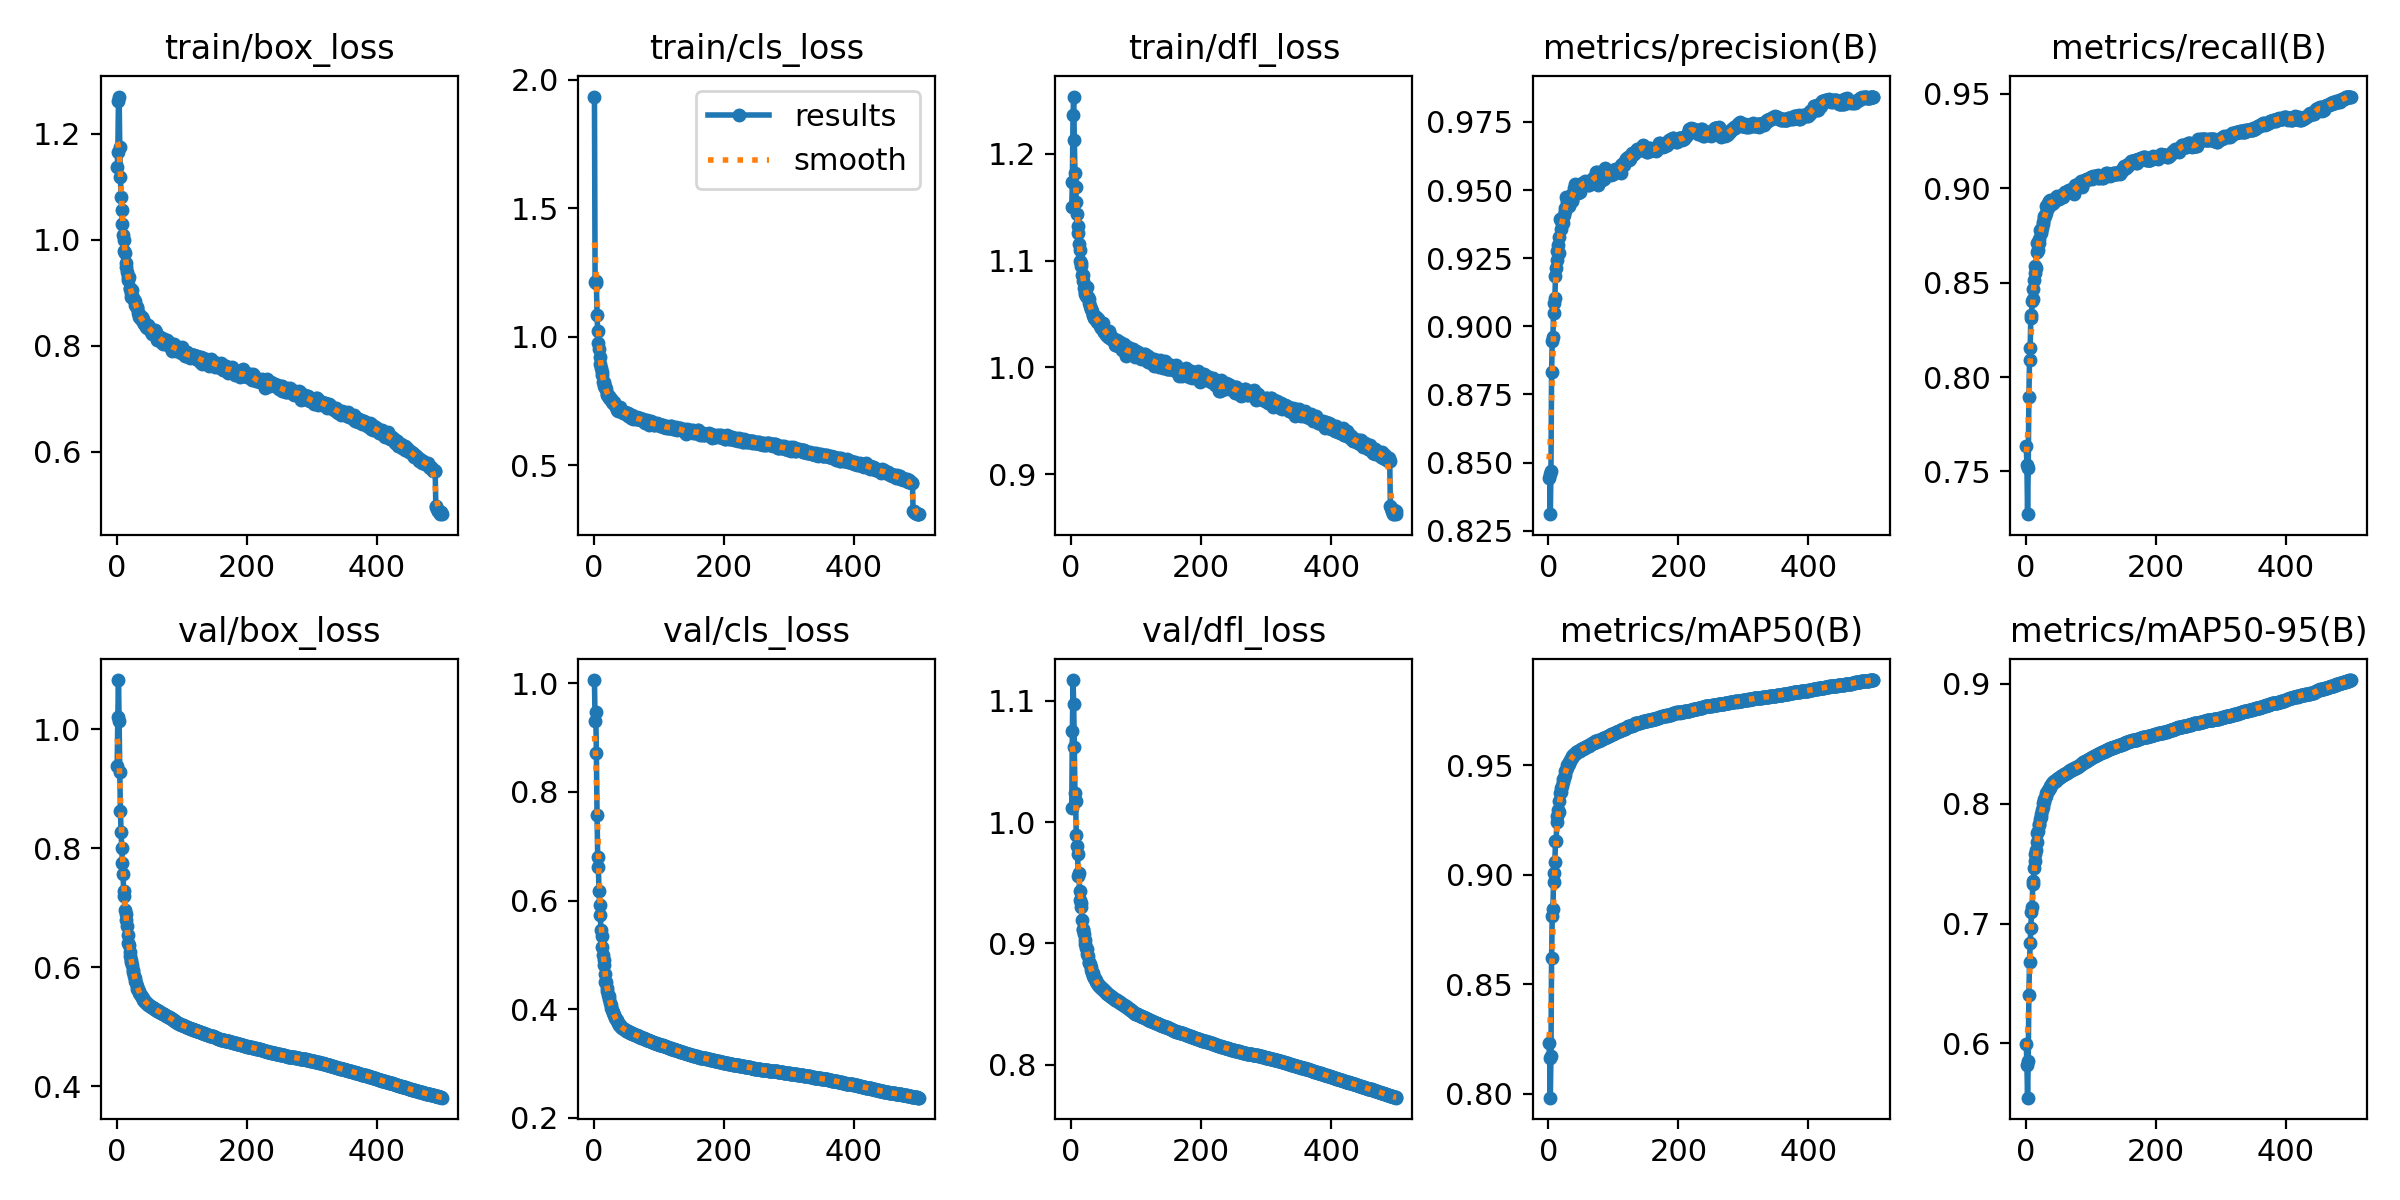 train/box_loss
1.2
1.0
0.8
0.6
0 200 400
train/cls_loss
2.0
1.5
1.0
0.5
0 200 400
results
smooth
train/dfl_loss
1.2
1.1
1.0
0.9
0 200 400
metrics/precision(B)
0.975
0.950
0.925
0.900
0.875
0.850
0.825
0 200 400
metrics/recall(B)
0.95
0.90
0.85
0.80
0.75
0 200 400
val/box_loss
1.0
0.8
0.6
0.4
0 200 400
val/cls_loss
1.0
0.8
0.6
0.4
0.2
0 200 400
val/dfl_loss
1.1
1.0
0.9
0.8
0 200 400
metrics/mAP50(B)
0.95
0.90
0.85
0.80
0 200 400
metrics/mAP50-95(B)
0.9
0.8
0.7
0.6
0 200 400